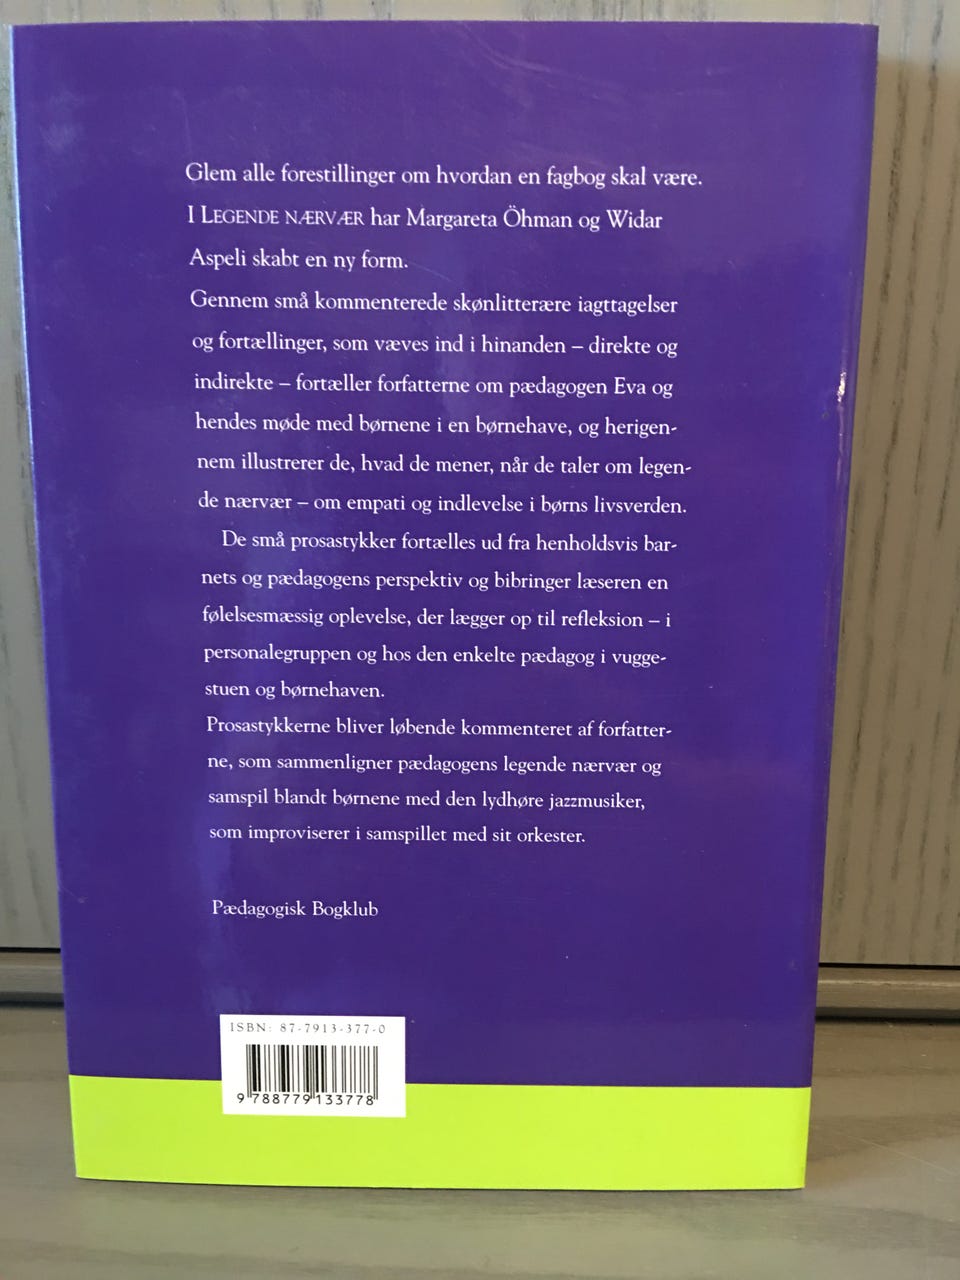 Glem alle forestillinger om hvordan en fagbog skal være.
I LEGENDE NÆRVÆR har Margareta Öhman og Widar
Aspeli skabt en ny form.
Gennem små kommenterede skønlitterære iagttagelser
og fortællinger, som væves ind i hinanden – direkte og
indirekte – fortæller forfatterne om pædagogen Eva og
hendes møde med børnene i en børnehave, og herigen-
nem illustrerer de, hvad de mener, når de taler om legen-
de nærvær – om empati og indlevelse i børns livsverden.
De små prosastykker fortælles ud fra henholdsvis bar-
nets og pædagogens perspektiv og bibringer læseren en
følelsesmæssig oplevelse, der lægger op til refleksion – i
personalegruppen og hos den enkelte pædagog i vugge-
stuen og børnehaven.
Prosastykkerne bliver løbende kommenteret af forfatter-
ne, som sammenligner pædagogens legende nærvær og
samspil blandt børnene med den lydhøre jazzmusiker,
som improviserer i samspillet med sit orkester.
Pædagogisk Bogklub
ISBN: 87-7913-377-0
9 788779 133778